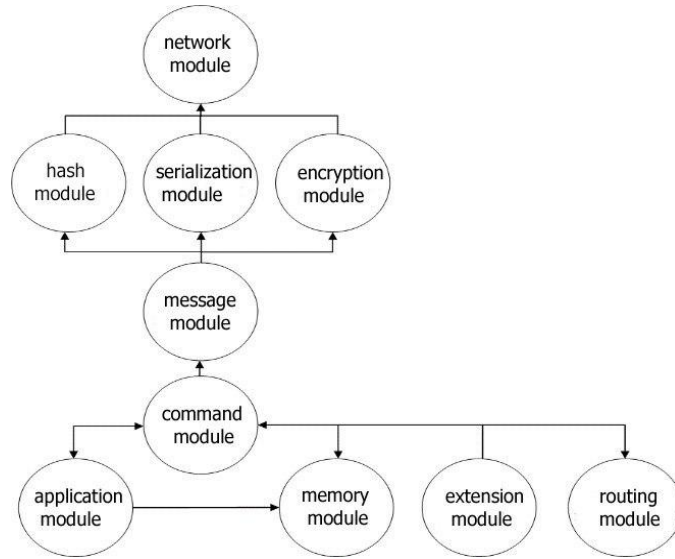 network
module
hash
module
serialization
module
encryption
module
message
module
command
module
application
module
memory
module
extension
module
routing
module